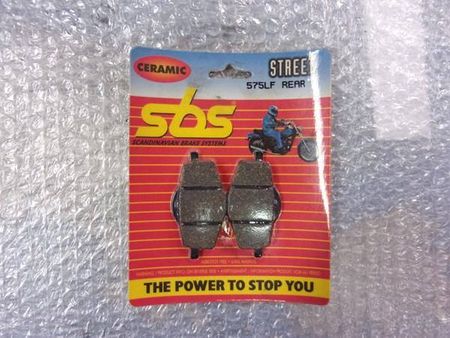 CERAMIC
STREET
575LF REAR
sbs
SCANDINAVIAN BRAKE SYSTEMS
THE POWER TO STOP YOU